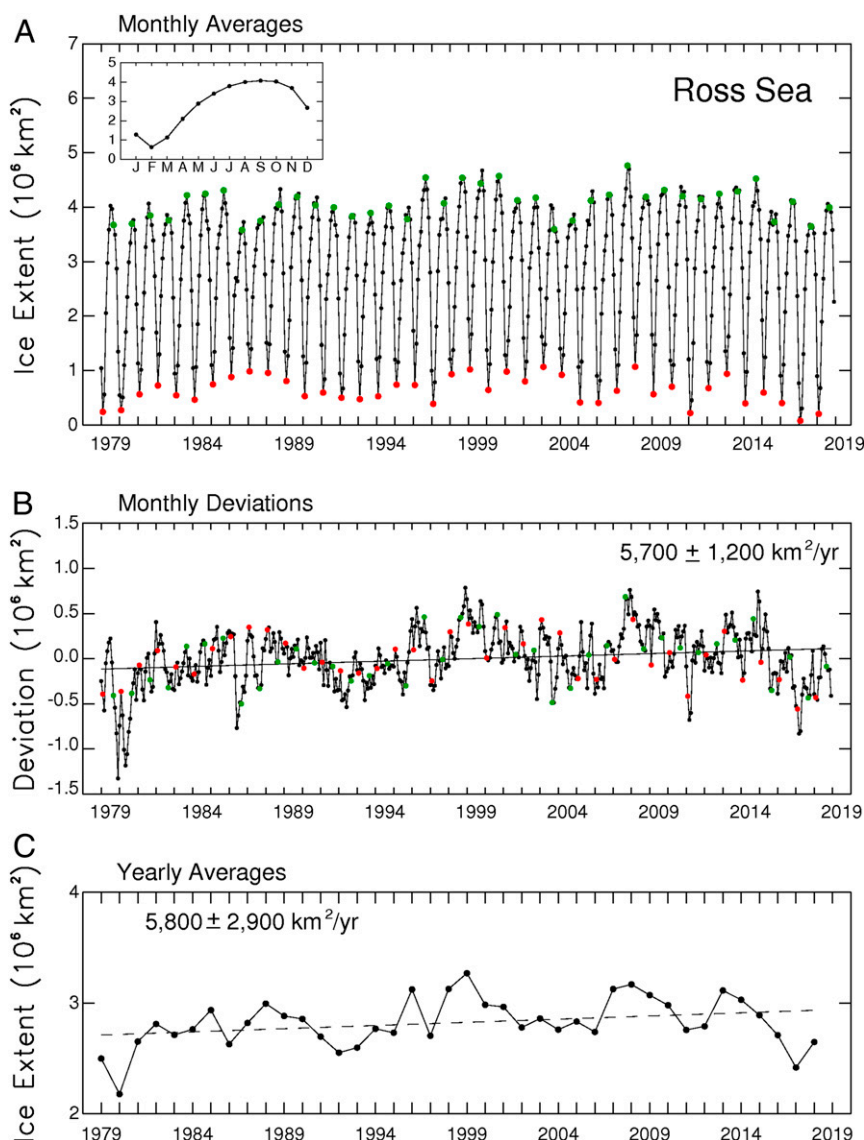 A
Monthly Averages
Ross Sea
Ice Extent (10⁶ km²)
7
6
5
4
3
2
1
0
5
4
3
2
1
0
J F M A M J J A S O N D
1979 1984 1989 1994 1999 2004 2009 2014 2019
B
Monthly Deviations
5,700 ± 1,200 km²/yr
Deviation (10⁶ km²)
1.5
1.0
0.5
0.0
-0.5
-1.0
-1.5
1979 1984 1989 1994 1999 2004 2009 2014 2019
C
Yearly Averages
5,800 ± 2,900 km²/yr
Ice Extent (10⁶ km²)
4
3
2
1979 1984 1989 1994 1999 2004 2009 2014 2019